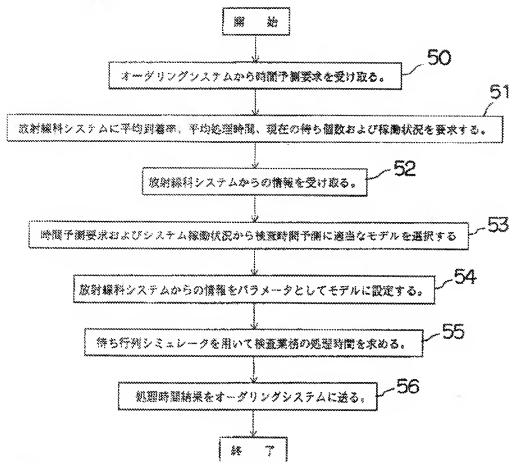 開　始
50
オーダリングシステムから時間予測要求を受け取る。
51
放射線科システムに平均到着率、平均処理時間、現在の待ち個数および稼働状況を要求する。
52
放射線科システムからの情報を受け取る。
53
時間予測要求およびシステム稼働状況から検査時間予測に適当なモデルを選択する
54
放射線科システムからの情報をパラメータとしてモデルに設定する。
55
待ち行列シミュレータを用いて検査業務の処理時間を求める。
56
処理時間結果をオーダリングシステムに送る。
終　了